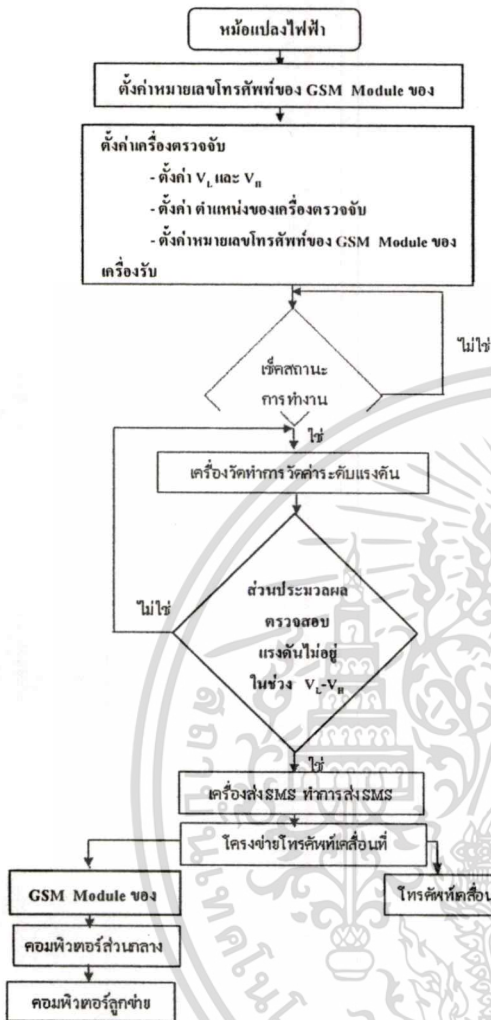 หม้อแปลงไฟฟ้า
ตั้งค่าหมายเลขโทรศัพท์ของ GSM Module ของ
ตั้งค่าเครื่องตรวจจับ
- ตั้งค่า V_L และ V_H
- ตั้งค่า ตำแหน่งของเครื่องตรวจจับ
- ตั้งค่าหมายเลขโทรศัพท์ของ GSM Module ของ
เครื่องรับ
ไม่ใช่
เช็คสถานะ
การทำงาน
ใช่
เครื่องวัดทำการวัดค่าระดับแรงดัน
ไม่ใช่
ส่วนประมวลผล
ตรวจสอบ
แรงดันไม่อยู่
ในช่วง V_L-V_H
ใช่
เครื่องส่งSMS ทำการส่งSMS
โครงข่ายโทรศัพท์เคลื่อนที่
GSM Module ของ
โทรศัพท์เคลื่อน
คอมพิวเตอร์ส่วนกลาง
คอมพิวเตอร์ลูกข่าย